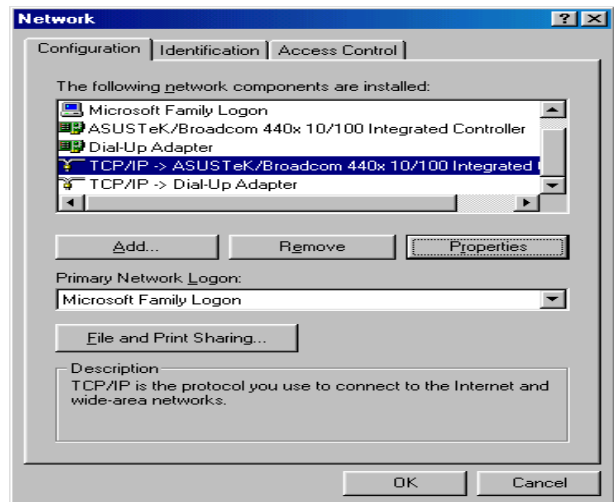 Network
Configuration Identification Access Control
The following network components are installed:
Microsoft Family Logon
ASUSTeK/Broadcom 440x 10/100 Integrated Controller
Dial-Up Adapter
TCP/IP -> ASUSTeK/Broadcom 440x 10/100 Integrated
TCP/IP -> Dial-Up Adapter
Add... Remove Properties
Primary Network Logon:
Microsoft Family Logon
File and Print Sharing...
Description
TCP/IP is the protocol you use to connect to the Internet and
wide-area networks.
OK Cancel